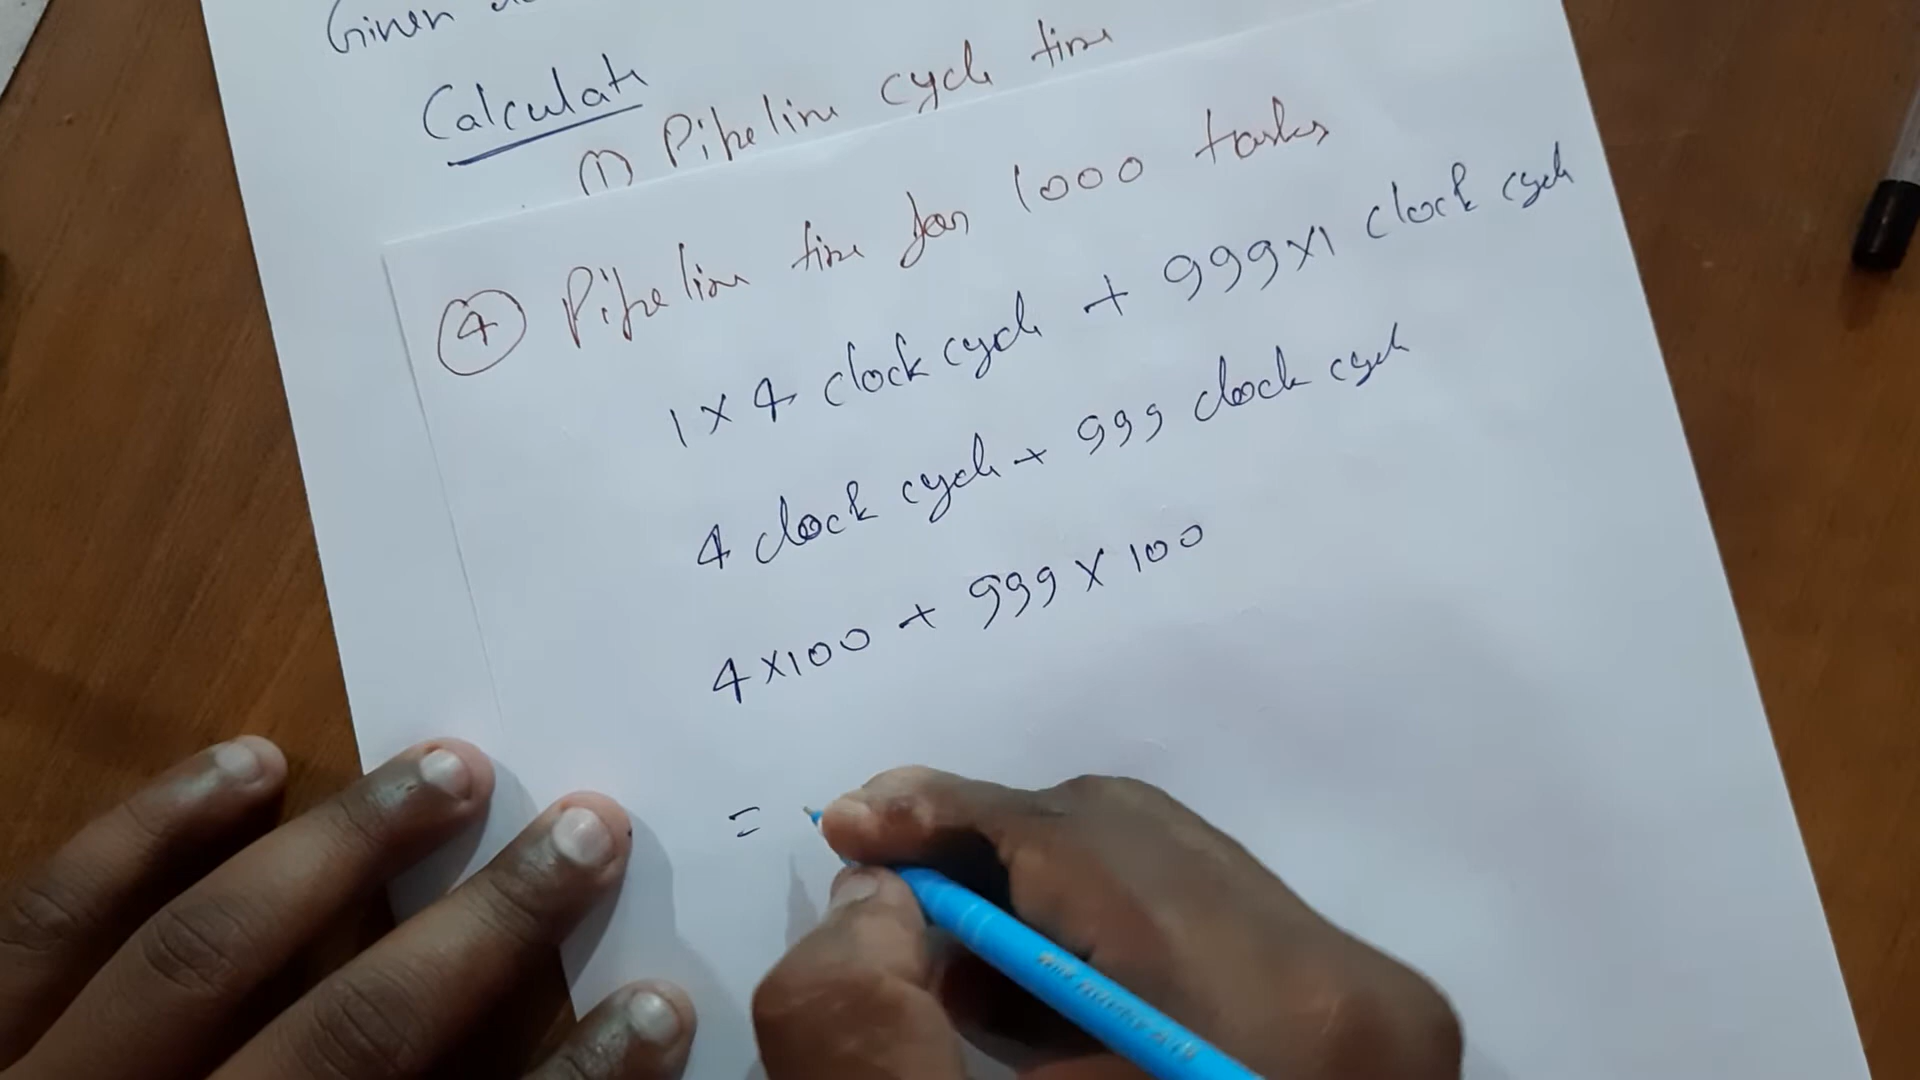 Given
Calculate
(1) Pipeline cycle time
(4) Pipeline time for 1000 tasks
1 × 4 clock cycle + 999×1 clock cycle
4 clock cycle + 999 clock cycle
4×100 + 999 × 100
=